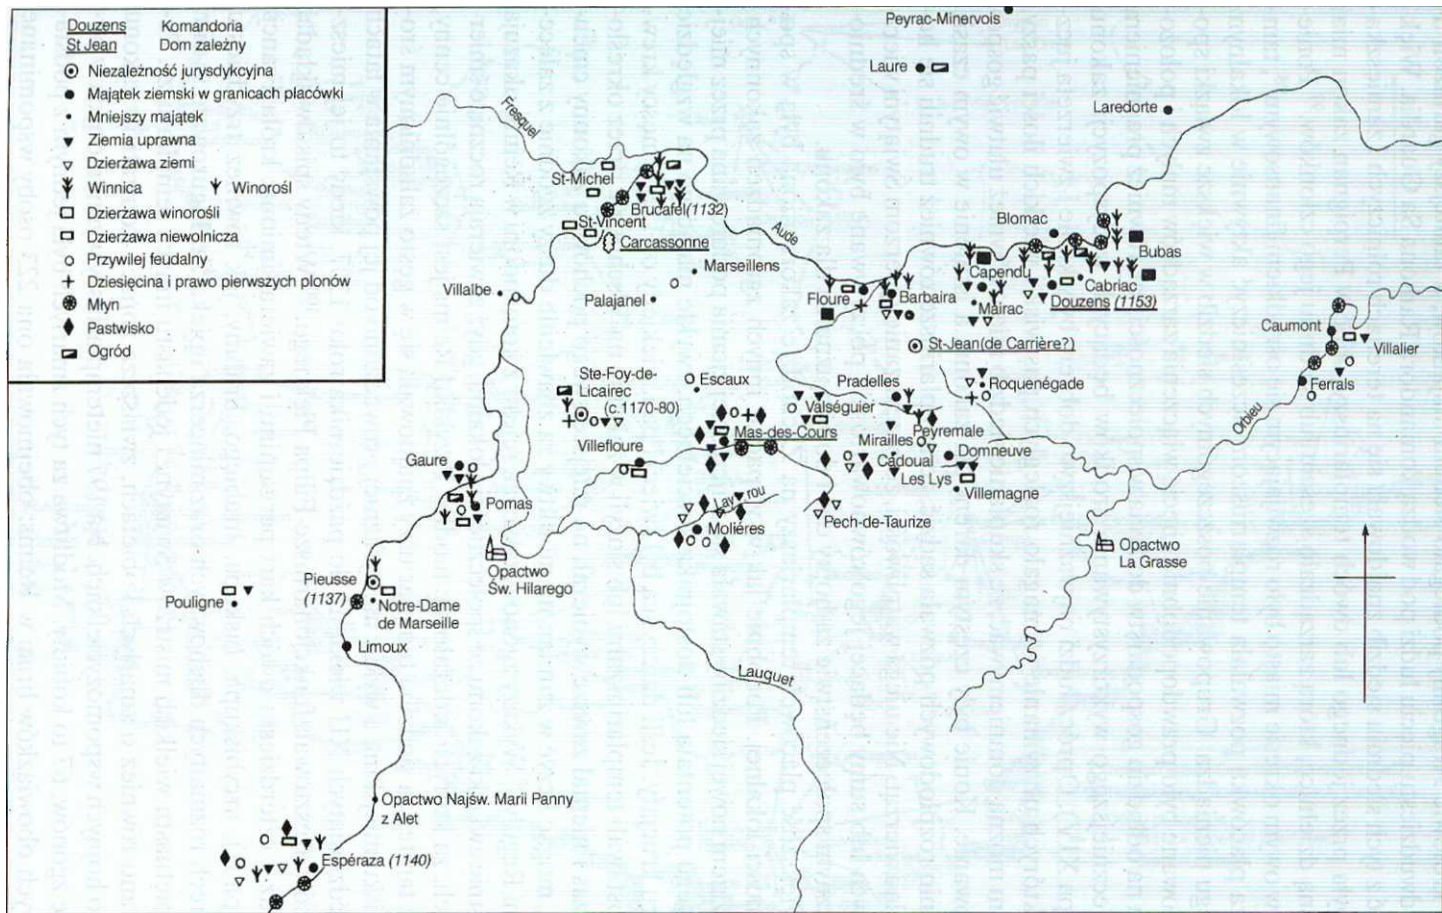 Douzens Komandoria
St Jean Dom zależny
Niezależność jurysdykcyjna
Majątek ziemski w granicach placówki
Mniejszy majątek
Ziemia uprawna
Dzierżawa ziemi
Winnica Winorośl
Dzierżawa winorośli
Dzierżawa niewolnicza
Przywilej feudalny
Dziesięcina i prawo pierwszych plonów
Młyn
Pastwisko
Ogród
Peyrac-Minervois
Laure
Laredorte
Fresquel
St-Michel
Brucafel (1132)
St-Vincent
Carcassonne
Aude
Blomac
Bubas
Marseillens
Capendu
Cabriac
Villalbe
Palajanel
Floure
Barbaira
Mairac
Douzens (1153)
Caumont
Villalier
St-Jean (de Carrière?)
Ste-Foy-de-
Licairec
(c.1170-80)
Escaux
Pradelles
Roquenégade
Ferrals
Valséguier
Orbieu
Mas-des-Cours
Peyremale
Mirailles
Villefloure
Domneuve
Gaure
Cadoual
Les Lys
Villemagne
Pomas
Layrou
Moliéres
Pech-de-Taurize
Opactwo
Św. Hilarego
Opactwo
La Grasse
Pieusse
(1137)
Pouligne
Notre-Dame
de Marseille
Limoux
Lauquet
Opactwo Najśw. Marii Panny
z Alet
Espéraza (1140)